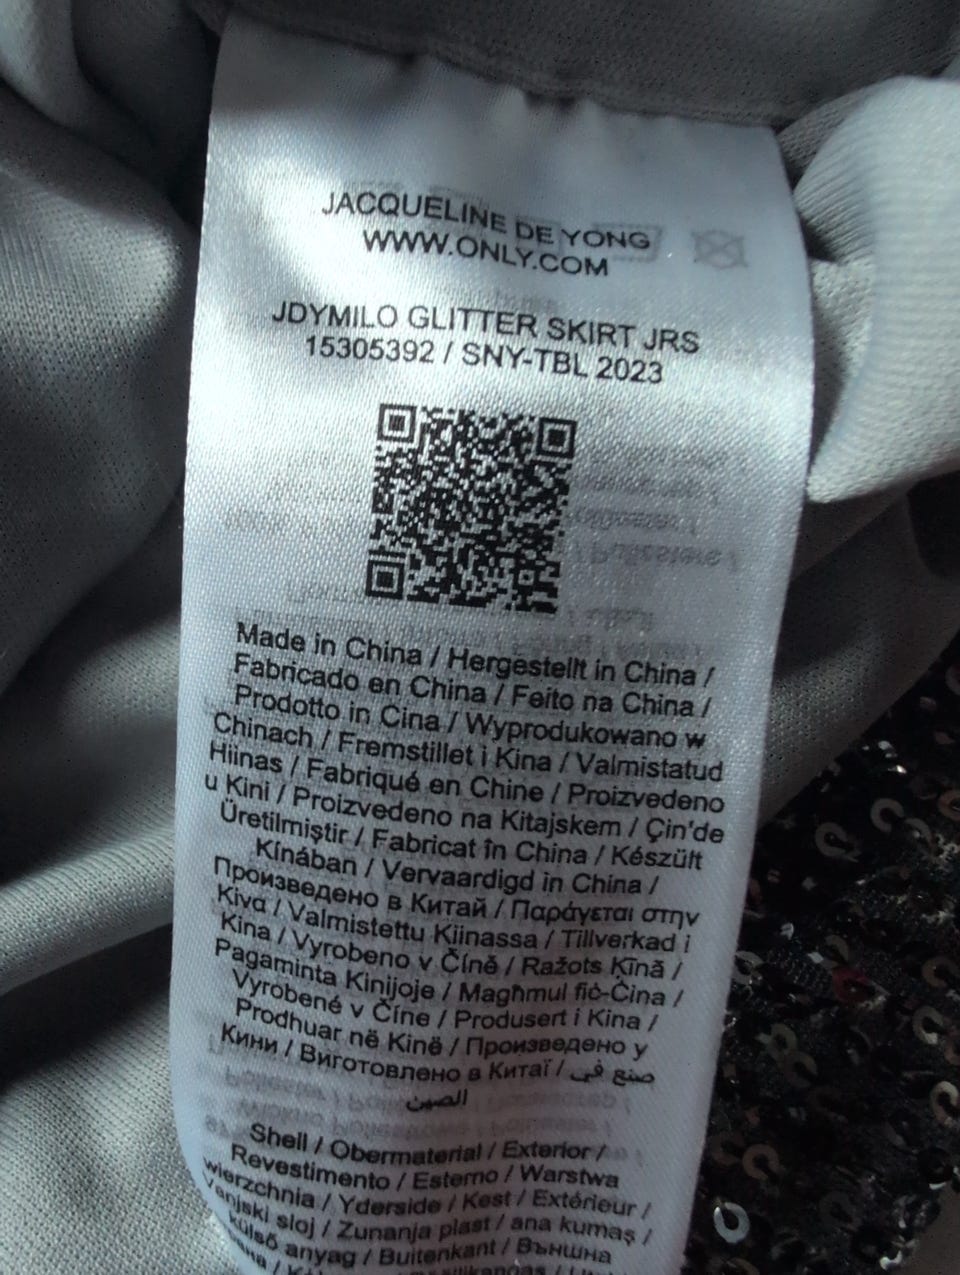 JACQUELINE DE YONG
WWW.ONLY.COM
JDYMILO GLITTER SKIRT JRS
15305392 / SNY-TBL 2023
Made in China / Hergestellt in China /
Fabricado en China / Feito na China /
Prodotto in Cina / Wyprodukowano w
Chinach / Fremstillet i Kina / Valmistatud
Hiinas / Fabriqué en Chine / Proizvedeno
u Kini / Proizvedeno na Kitajskem / Çin'de
Üretilmiştir / Fabricat în China / Készült
Kínában / Vervaardigd in China /
Произведено в Китай / Παράγεται στην
Κίνα / Valmistettu Kiinassa / Tillverkad i
Kina / Vyrobeno v Číně / Ražots Ķīnā /
Pagaminta Kinijoje / Magħmul fiċ-Ċina /
Vyrobené v Číne / Produsert i Kina /
Prodhuar në Kinë / Произведено у
Кини / Виготовлено в Китаї / صنع في
الصين
Shell / Obermaterial / Exterior /
Revestimento / Esterno / Warstwa
wierzchnia / Yderside / Kest / Extérieur /
Vanjski sloj / Zunanja plast / ana kumaş /
külső anyag / Buitenkant / Външна